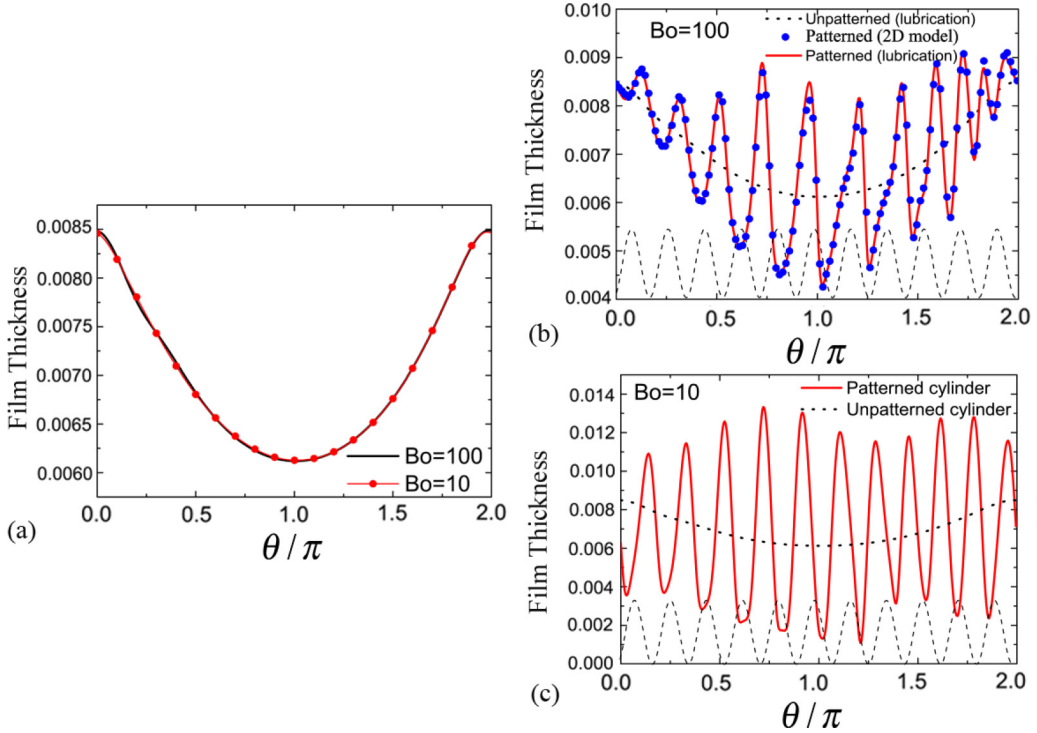 (a)
Film Thickness
0.0085
0.0080
0.0075
0.0070
0.0065
0.0060
Bo=100
Bo=10
0.0 0.5 1.0 1.5 2.0
θ/π
(b)
Film Thickness
0.010
0.009
0.008
0.007
0.006
0.005
0.004
Bo=100
Unpatterned (lubrication)
Patterned (2D model)
Patterned (lubrication)
0.0 0.5 1.0 1.5 2.0
θ/π
(c)
Film Thickness
0.014
0.012
0.010
0.008
0.006
0.004
0.002
0.000
Bo=10
Patterned cylinder
Unpatterned cylinder
0.0 0.5 1.0 1.5 2.0
θ/π